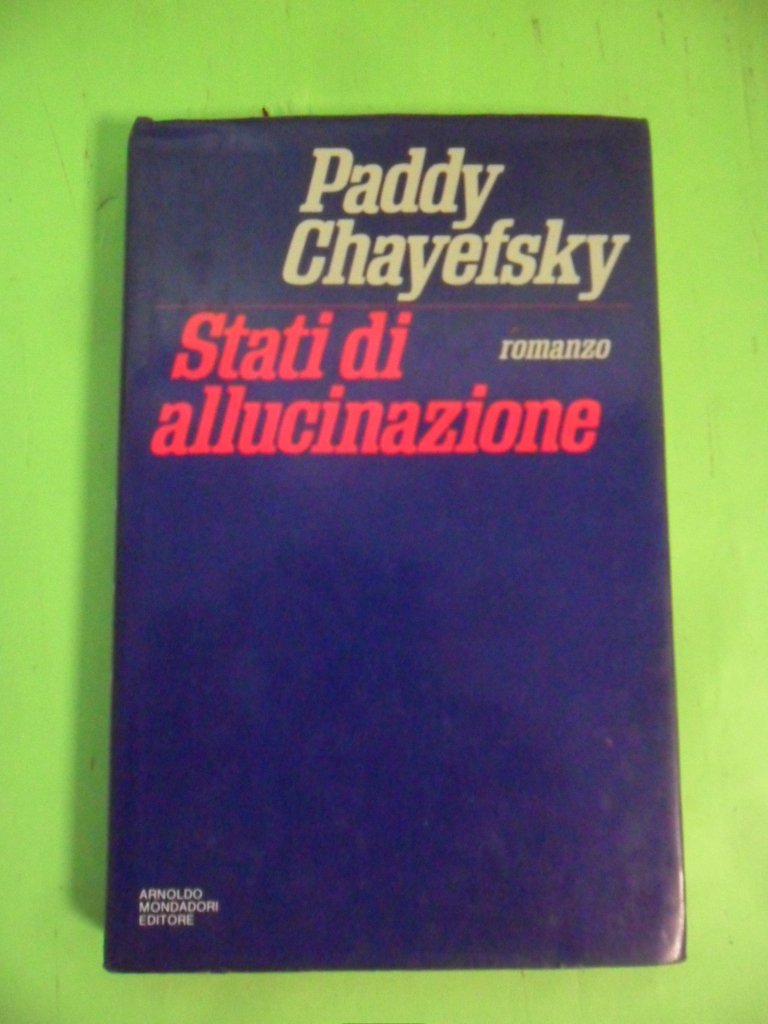 Paddy
Chayefsky
Stati di
romanzo
allucinazione
ARNOLDO
MONDADORI
EDITORE